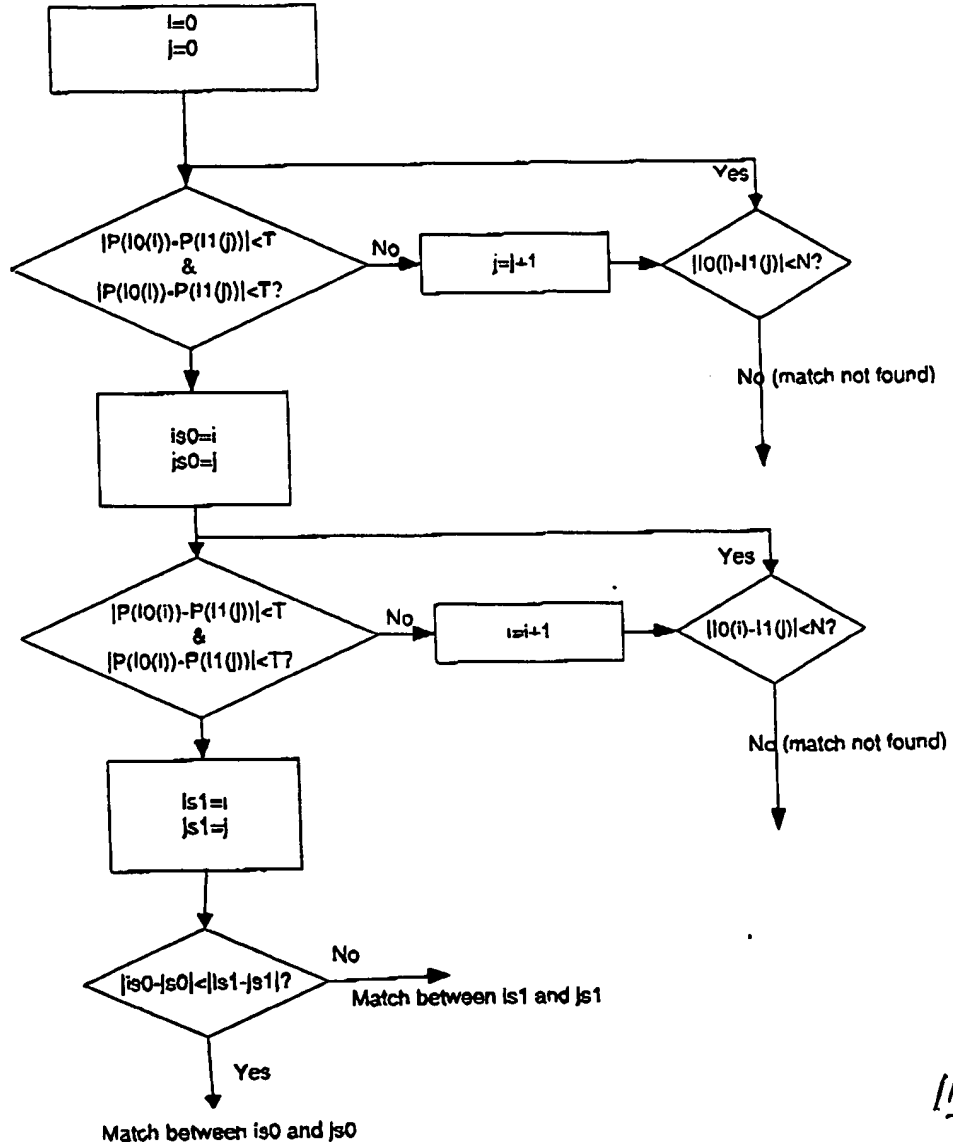 i=0
j=0
Yes
|P(I0(i))-P(I1(j))|<T
&
|P(I0(i))-P(I1(j))|<T?
No
j=j+1
|I0(i)-I1(j)|<N?
No (match not found)
is0=i
js0=j
Yes
|P(I0(i))-P(I1(j))|<T
&
|P(I0(i))-P(I1(j))|<T?
No
i=i+1
|I0(i)-I1(j)|<N?
No (match not found)
is1=i
js1=j
|is0-js0|<|is1-js1|?
No
Match between is1 and js1
Yes
Match between is0 and js0